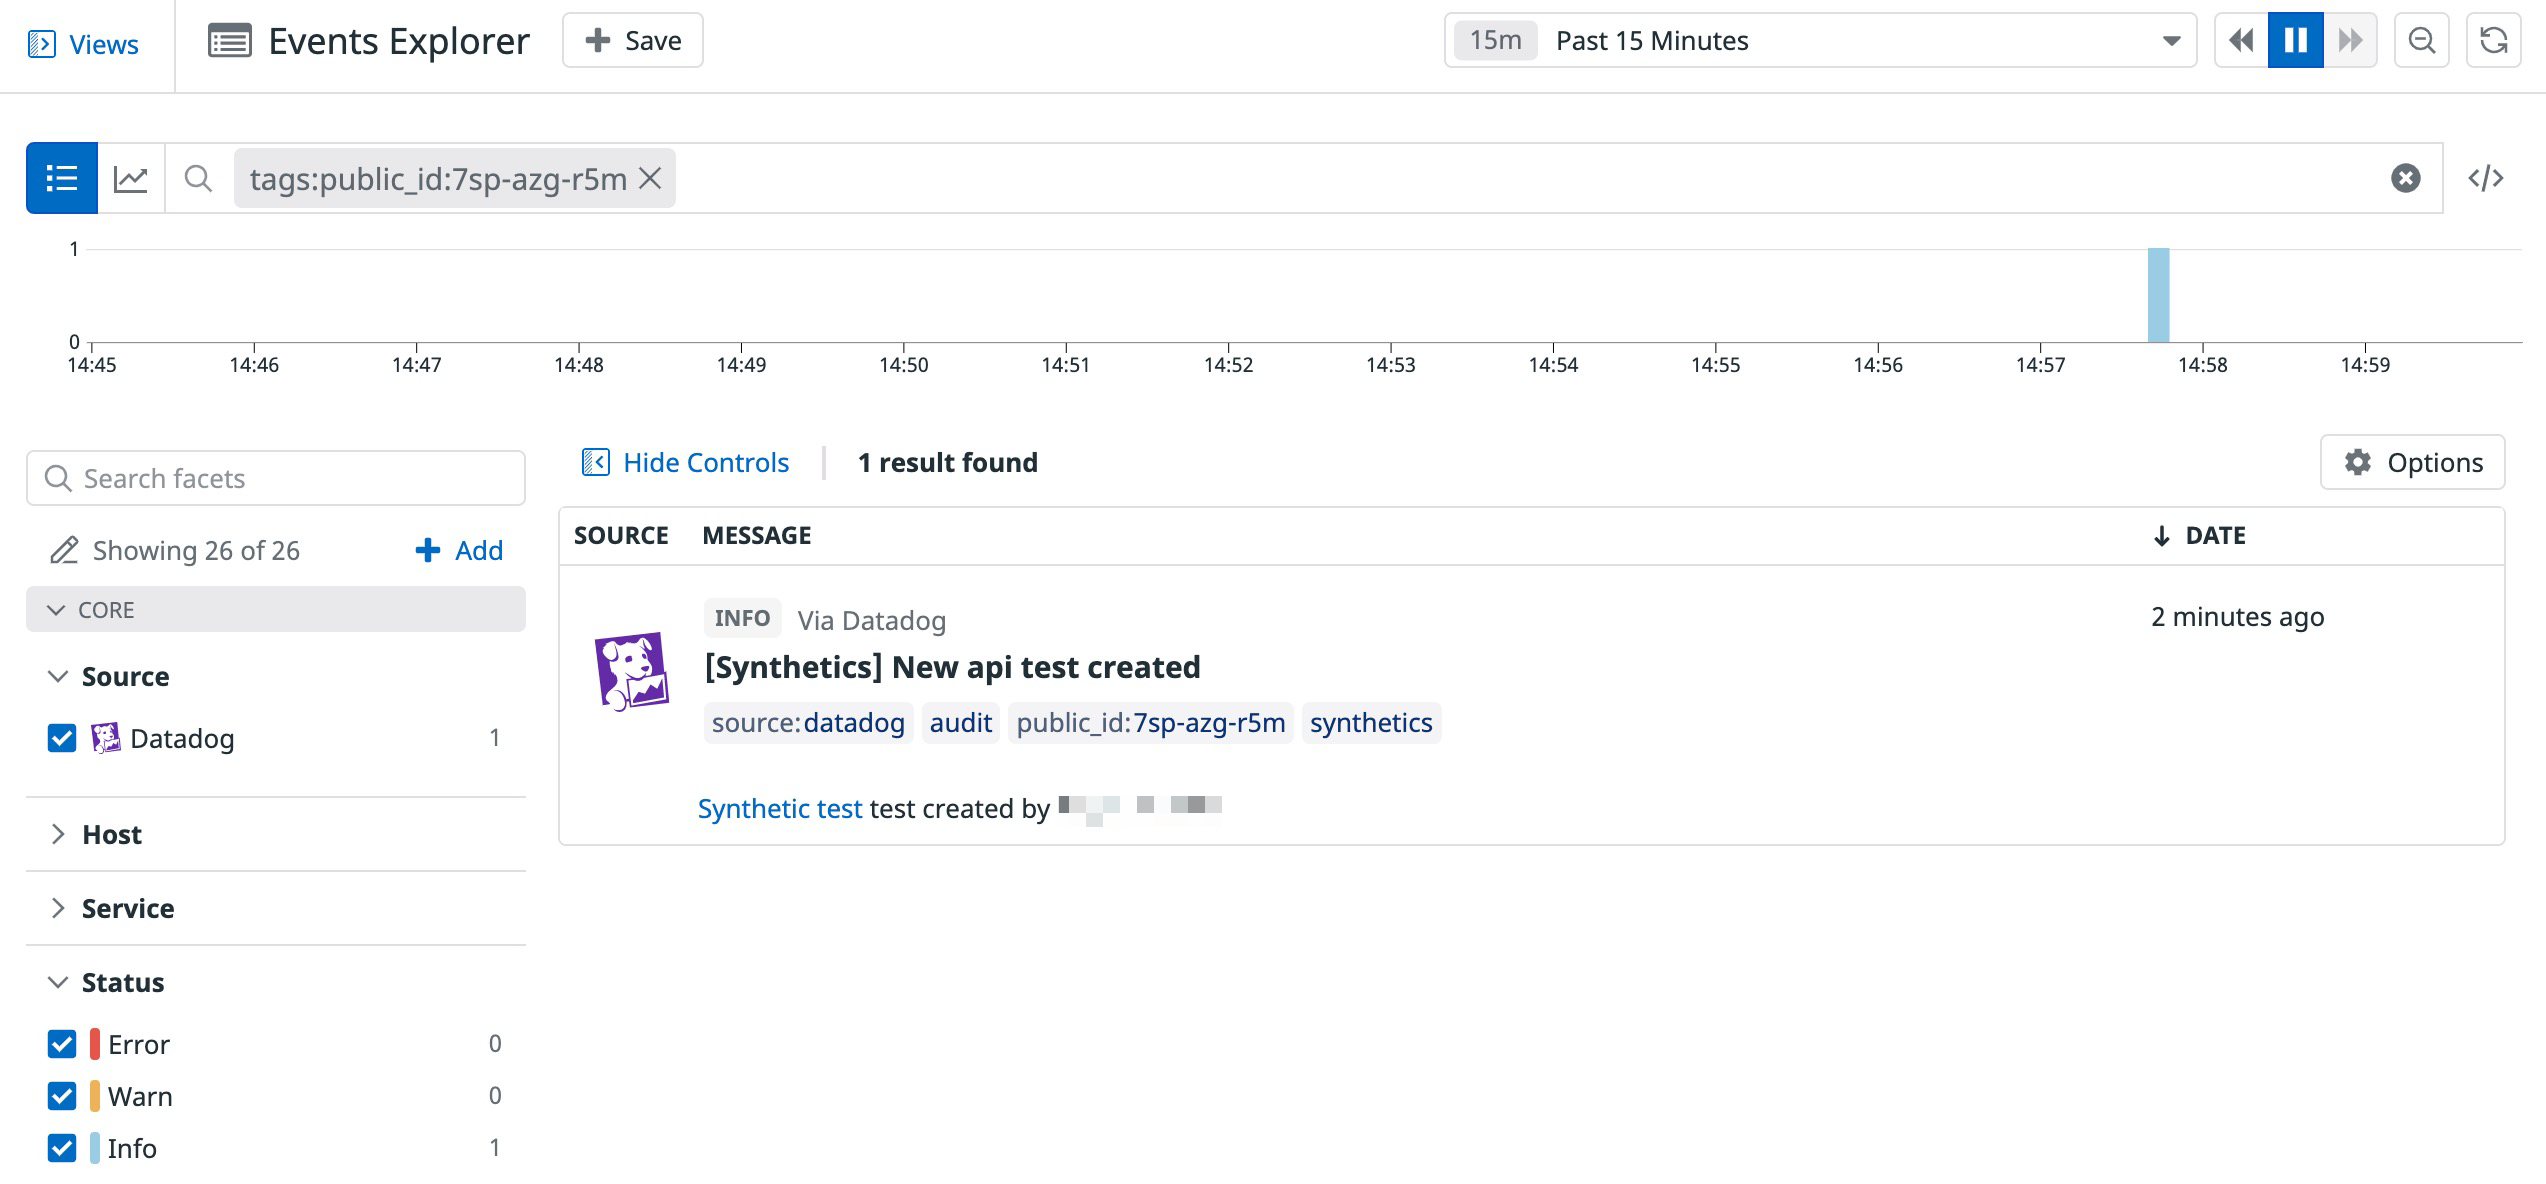 Views
Events Explorer
Save
15m Past 15 Minutes
tags:public_id:7sp-azg-r5m
1
0
14:45 14:46 14:47 14:48 14:49 14:50 14:51 14:52 14:53 14:54 14:55 14:56 14:57 14:58 14:59
Search facets
Showing 26 of 26
Add
CORE
Source
Datadog 1
Host
Service
Status
Error 0
Warn 0
Info 1
Hide Controls
1 result found
Options
SOURCE MESSAGE DATE
INFO Via Datadog
2 minutes ago
[Synthetics] New api test created
source:datadog audit public_id:7sp-azg-r5m synthetics
Synthetic test test created by